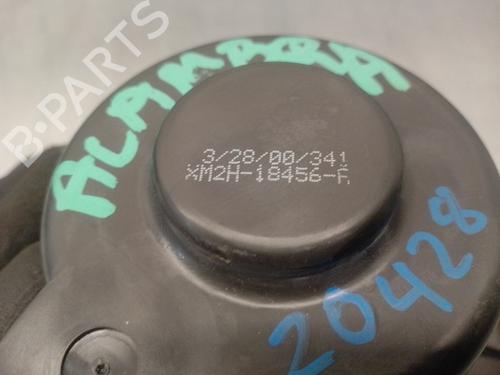 B-PARTS
ALAMBRA
3/28/00/341
XM2H-18456-A
20428